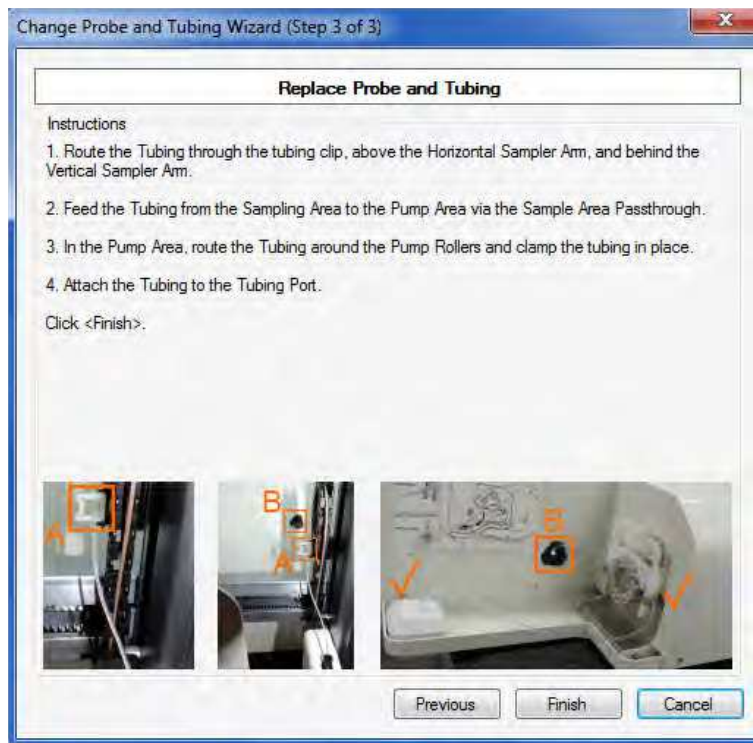 Change Probe and Tubing Wizard (Step 3 of 3)
Replace Probe and Tubing
Instructions
1. Route the Tubing through the tubing clip, above the Horizontal Sampler Arm, and behind the
Vertical Sampler Arm.
2. Feed the Tubing from the Sampling Area to the Pump Area via the Sample Area Passthrough.
3. In the Pump Area, route the Tubing around the Pump Rollers and clamp the tubing in place.
4. Attach the Tubing to the Tubing Port.
Click <Finish>.
A
B
A
B
Previous
Finish
Cancel